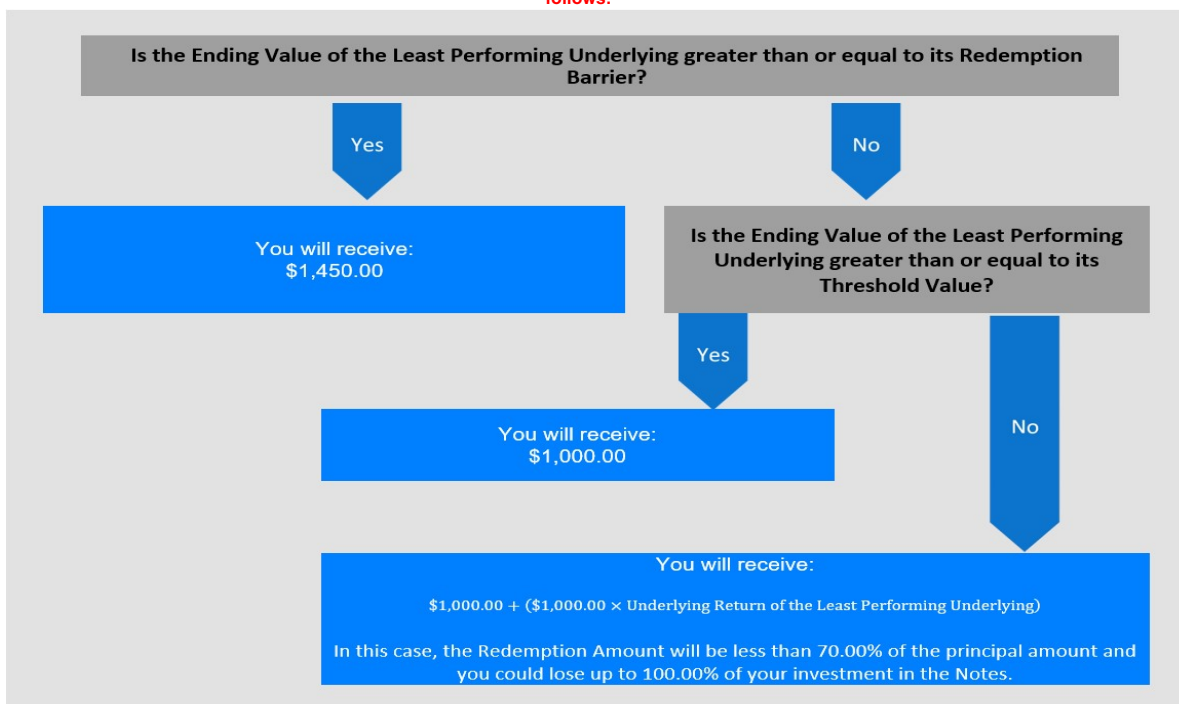 follows:
Is the Ending Value of the Least Performing Underlying greater than or equal to its Redemption
Barrier?
Yes
No
You will receive:
$1,450.00
Is the Ending Value of the Least Performing
Underlying greater than or equal to its
Threshold Value?
Yes
No
You will receive:
$1,000.00
You will receive:
$1,000.00 + ($1,000.00 × Underlying Return of the Least Performing Underlying)
In this case, the Redemption Amount will be less than 70.00% of the principal amount and
you could lose up to 100.00% of your investment in the Notes.